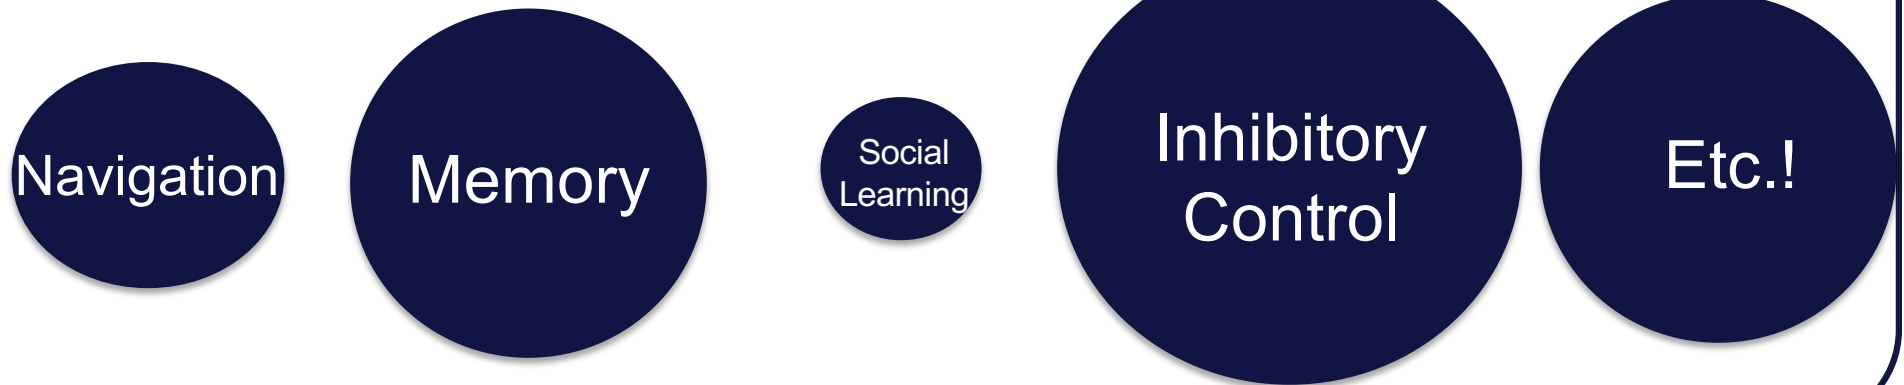 Navigation
Memory
Social
Learning
Inhibitory
Control
Etc.!